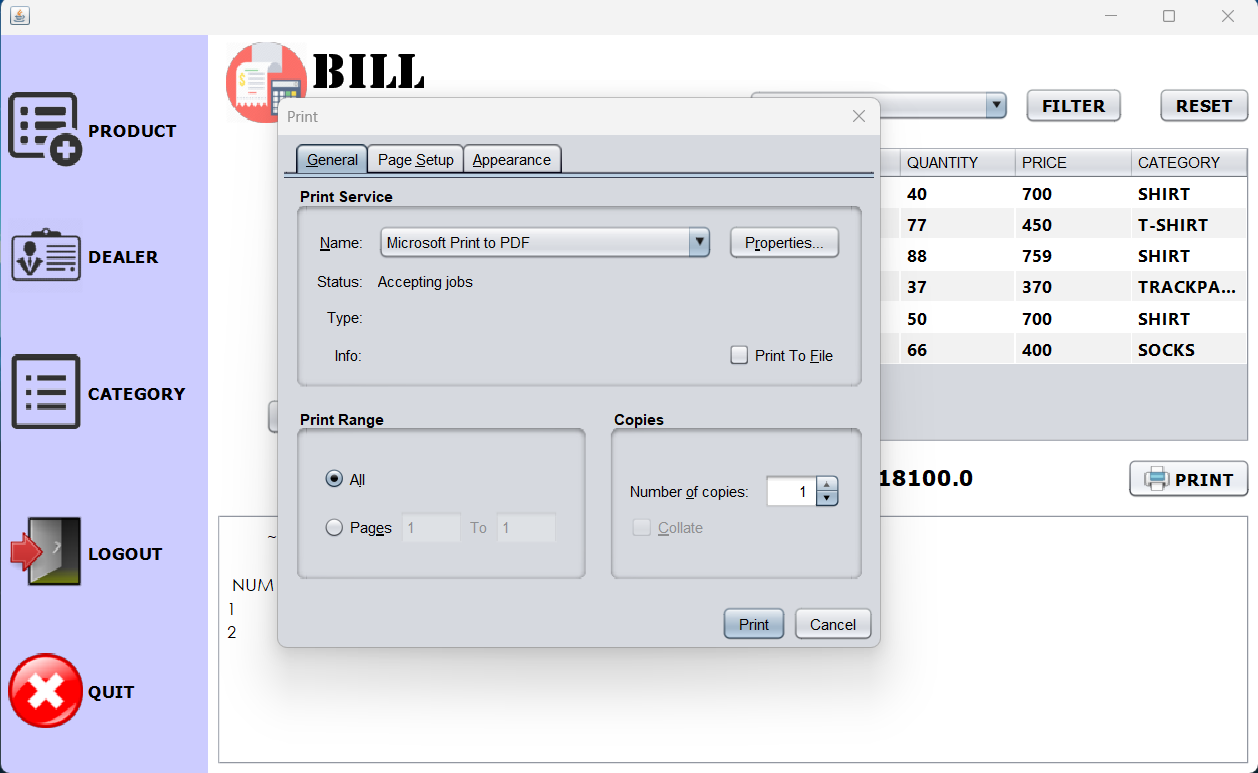 BILL
PRODUCT
DEALER
CATEGORY
LOGOUT
QUIT
FILTER
RESET
QUANTITY PRICE CATEGORY
40 700 SHIRT
77 450 T-SHIRT
88 759 SHIRT
37 370 TRACKPA...
50 700 SHIRT
66 400 SOCKS
18100.0
PRINT
~
NUM
1
2
Print
General Page Setup Appearance
Print Service
Name: Microsoft Print to PDF Properties...
Status: Accepting jobs
Type:
Info: Print To File
Print Range
All
Pages 1 To 1
Copies
Number of copies: 1
Collate
Print Cancel